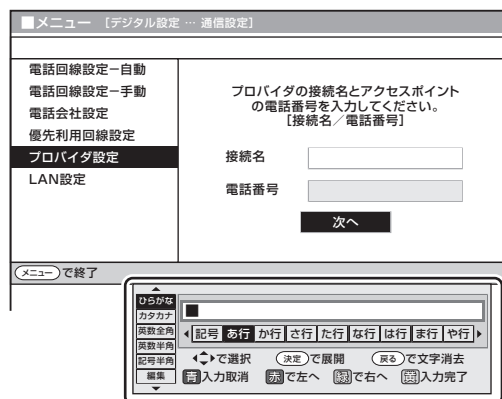 ■メニュー [デジタル設定 … 通信設定]
電話回線設定－自動
電話回線設定－手動
電話会社設定
優先利用回線設定
プロバイダ設定
LAN設定
プロバイダの接続名とアクセスポイント
の電話番号を入力してください。
[接続名／電話番号]
接続名
電話番号
次へ
メニューで終了
ひらがな
カタカナ
英数全角
英数半角
記号半角
編集
記号 あ行 か行 さ行 た行 な行 は行 ま行 や行
で選択 決定で展開 戻るで文字消去
青入力取消 赤で左へ 緑で右へ 黄入力完了